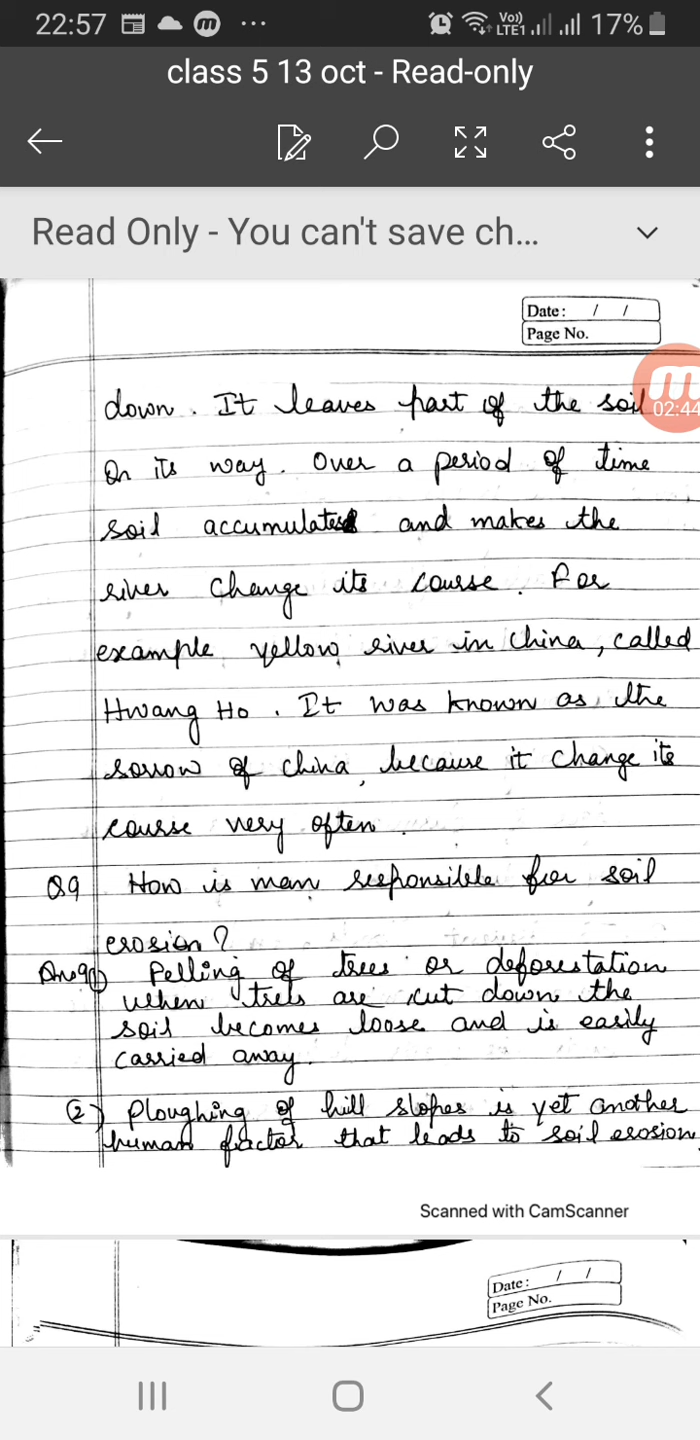 22:57 ... Vo)) LTE1 17%
class 5 13 oct - Read-only
Read Only - You can't save ch...
Date: / /
Page No.
down. It leaves part of the soil
02:44
On its way. Over a period of time
soil accumulates and makes the
river change its course. For
example yellow river in China, called
Hwang Ho. It was known as the
sorrow of china, because it change its
course very often.
Q9 How is man responsible for soil
erosion?
Ans9(1) Felling of trees or deforestation
when trees are cut down the
soil becomes loose and is easily
carried away.
(2) Ploughing of hill slopes is yet another
human factor that leads to soil erosion
Scanned with CamScanner
Date: / /
Page No.